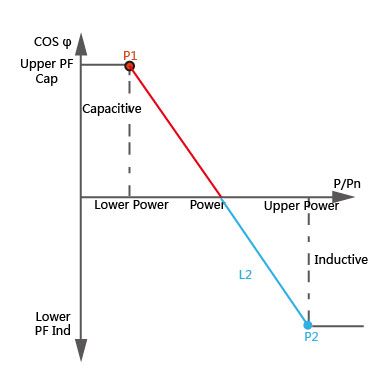 COS φ
P1
Upper PF
Cap
Capacitive
P/Pn
Lower Power
Power
Upper Power
Inductive
L2
Lower
PF Ind
P2